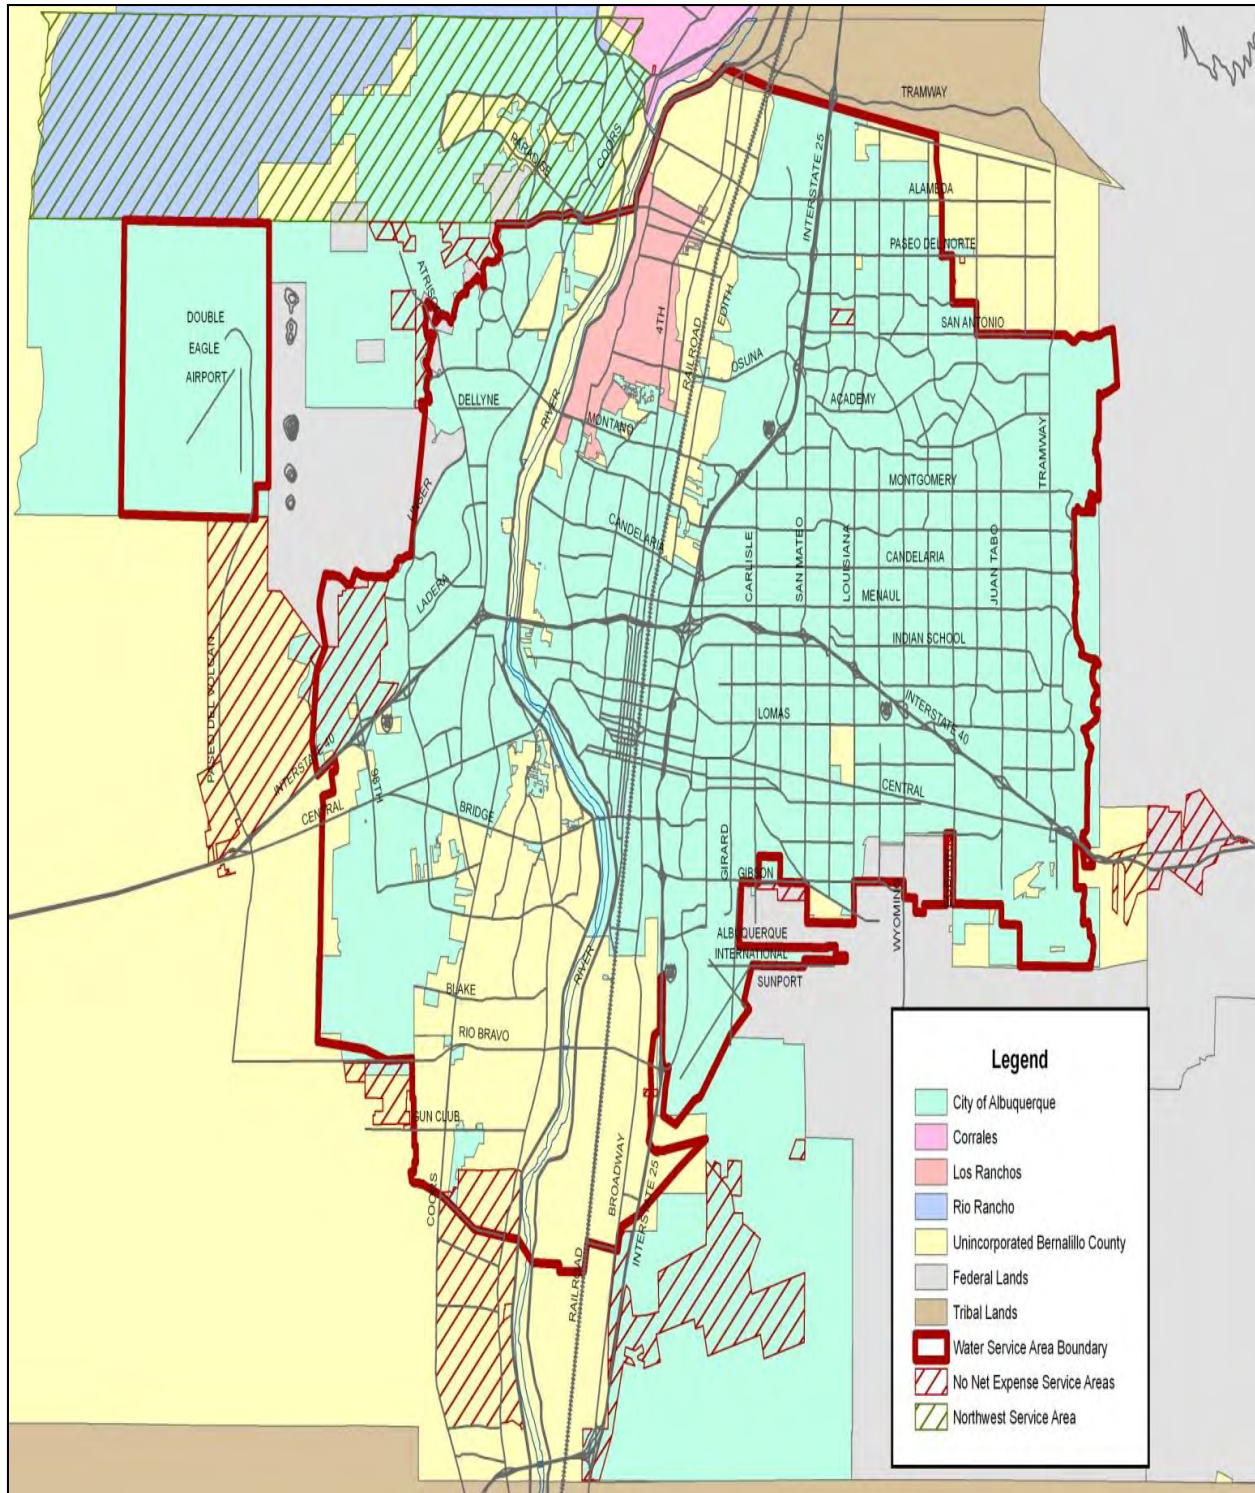 TRAMWAY
COORS
PARADISE
INTERSTATE 25
ALAMEDA
PASEO DEL NORTE
ATRISCO
EDITH
4TH
RAILROAD
DOUBLE
EAGLE
AIRPORT
SAN ANTONIO
OSUNA
DELLYNE
ACADEMY
RIVER
MONTANO
TRAMWAY
MONTGOMERY
UNSER
CANDELARIA
CARLISLE
SAN MATEO
LOUISIANA
CANDELARIA
JUAN TABO
LADERA
MENAUL
INDIAN SCHOOL
PASEO DEL VOLCAN
LOMAS
INTERSTATE 40
INTERSTATE 40
98TH
CENTRAL
CENTRAL
BRIDGE
GIRARD
GIBSON
WYOMING
ALBUQUERQUE
INTERNATIONAL
SUNPORT
RIVER
BLAKE
RIO BRAVO
GUN CLUB
COORS
BROADWAY
INTERSTATE 25
RAILROAD
Legend
City of Albuquerque
Corrales
Los Ranchos
Rio Rancho
Unincorporated Bernalillo County
Federal Lands
Tribal Lands
Water Service Area Boundary
No Net Expense Service Areas
Northwest Service Area